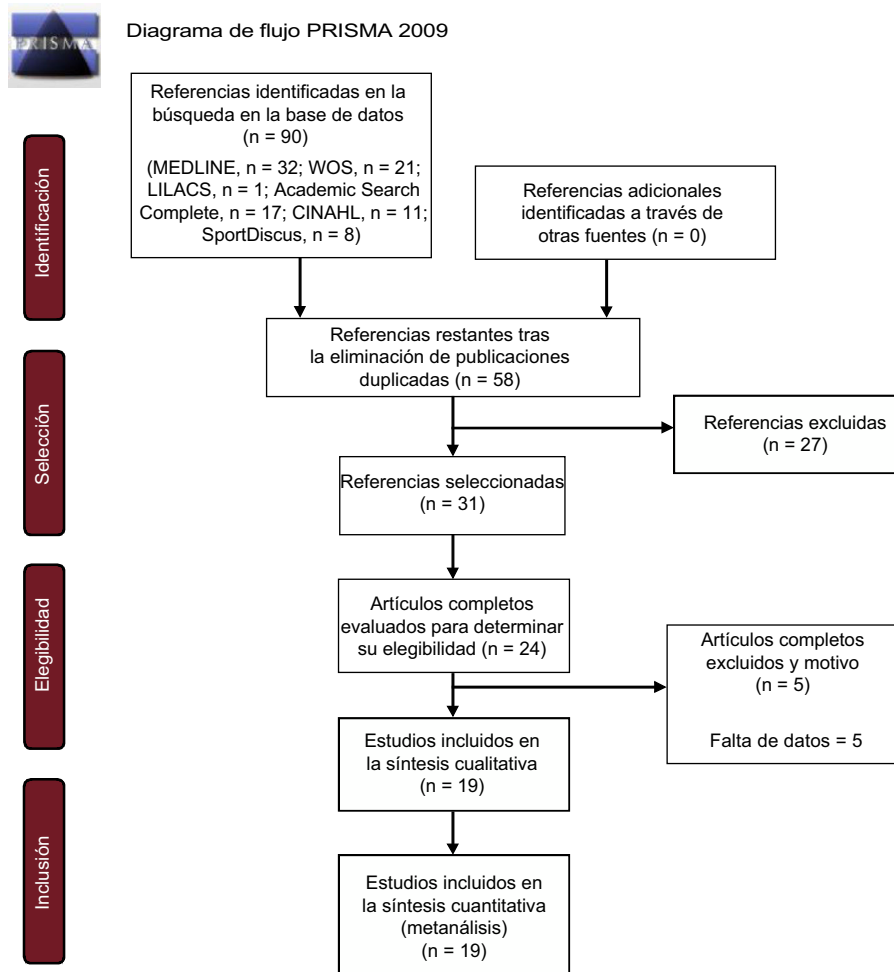 PRISMA
Diagrama de flujo PRISMA 2009
Referencias identificadas en la
búsqueda en la base de datos
(n = 90)
(MEDLINE, n = 32; WOS, n = 21;
LILACS, n = 1; Academic Search
Complete, n = 17; CINAHL, n = 11;
SportDiscus, n = 8)
Referencias adicionales
identificadas a través de
otras fuentes (n = 0)
Identificación
Referencias restantes tras
la eliminación de publicaciones
duplicadas (n = 58)
Selección
Referencias excluidas
(n = 27)
Referencias seleccionadas
(n = 31)
Elegibilidad
Artículos completos
evaluados para determinar
su elegibilidad (n = 24)
Artículos completos
excluidos y motivo
(n = 5)
Falta de datos = 5
Estudios incluidos en
la síntesis cualitativa
(n = 19)
Inclusión
Estudios incluidos en
la síntesis cuantitativa
(metanálisis)
(n = 19)